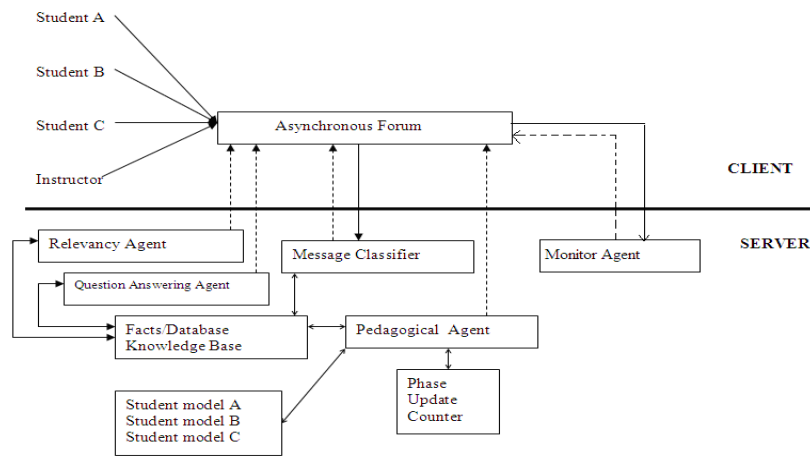 Student A
Student B
Student C
Asynchronous Forum
Instructor
CLIENT
SERVER
Relevancy Agent
Message Classifier
Monitor Agent
Question Answering Agent
Facts/Database
Knowledge Base
Pedagogical Agent
Phase
Update
Counter
Student model A
Student model B
Student model C